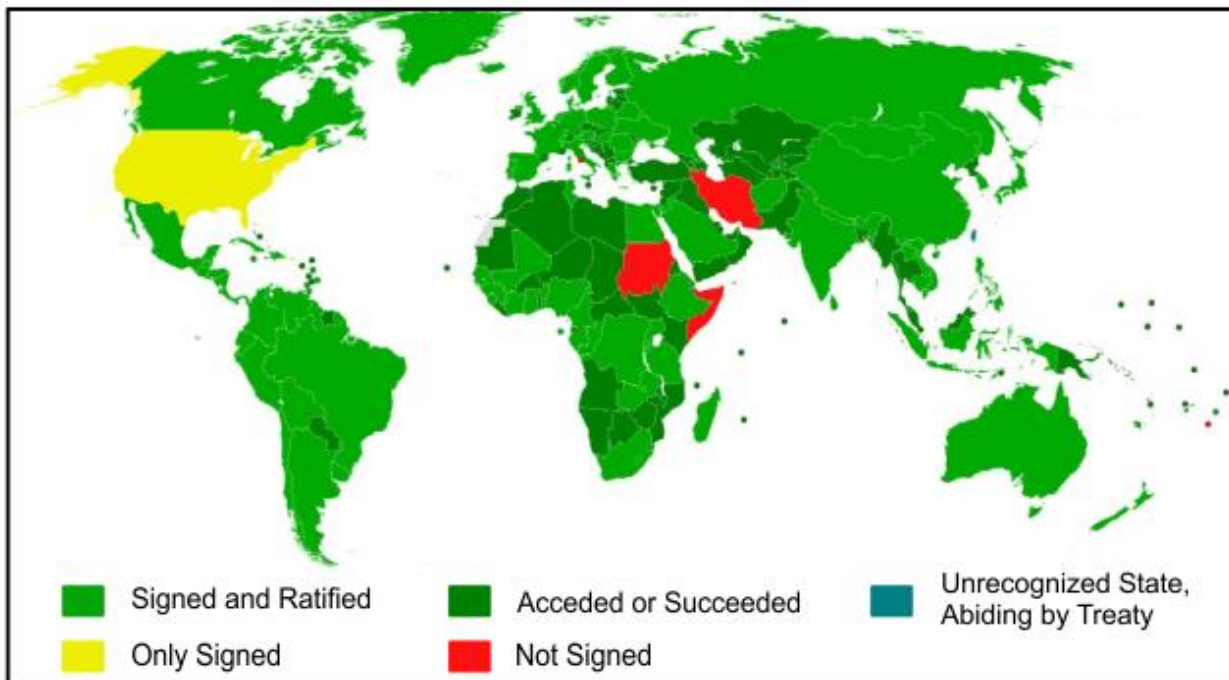 Signed and Ratified
Acceded or Succeeded
Unrecognized State,
Abiding by Treaty
Only Signed
Not Signed